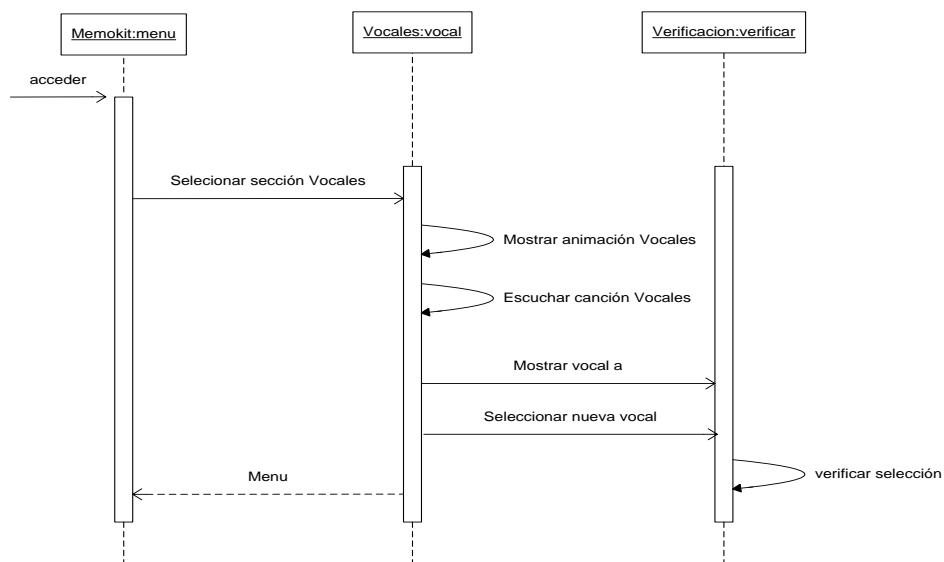 Memokit:menu
Vocales:vocal
Verificacion:verificar
acceder
Selecionar sección Vocales
Mostrar animación Vocales
Escuchar canción Vocales
Mostrar vocal a
Seleccionar nueva vocal
verificar selección
Menu